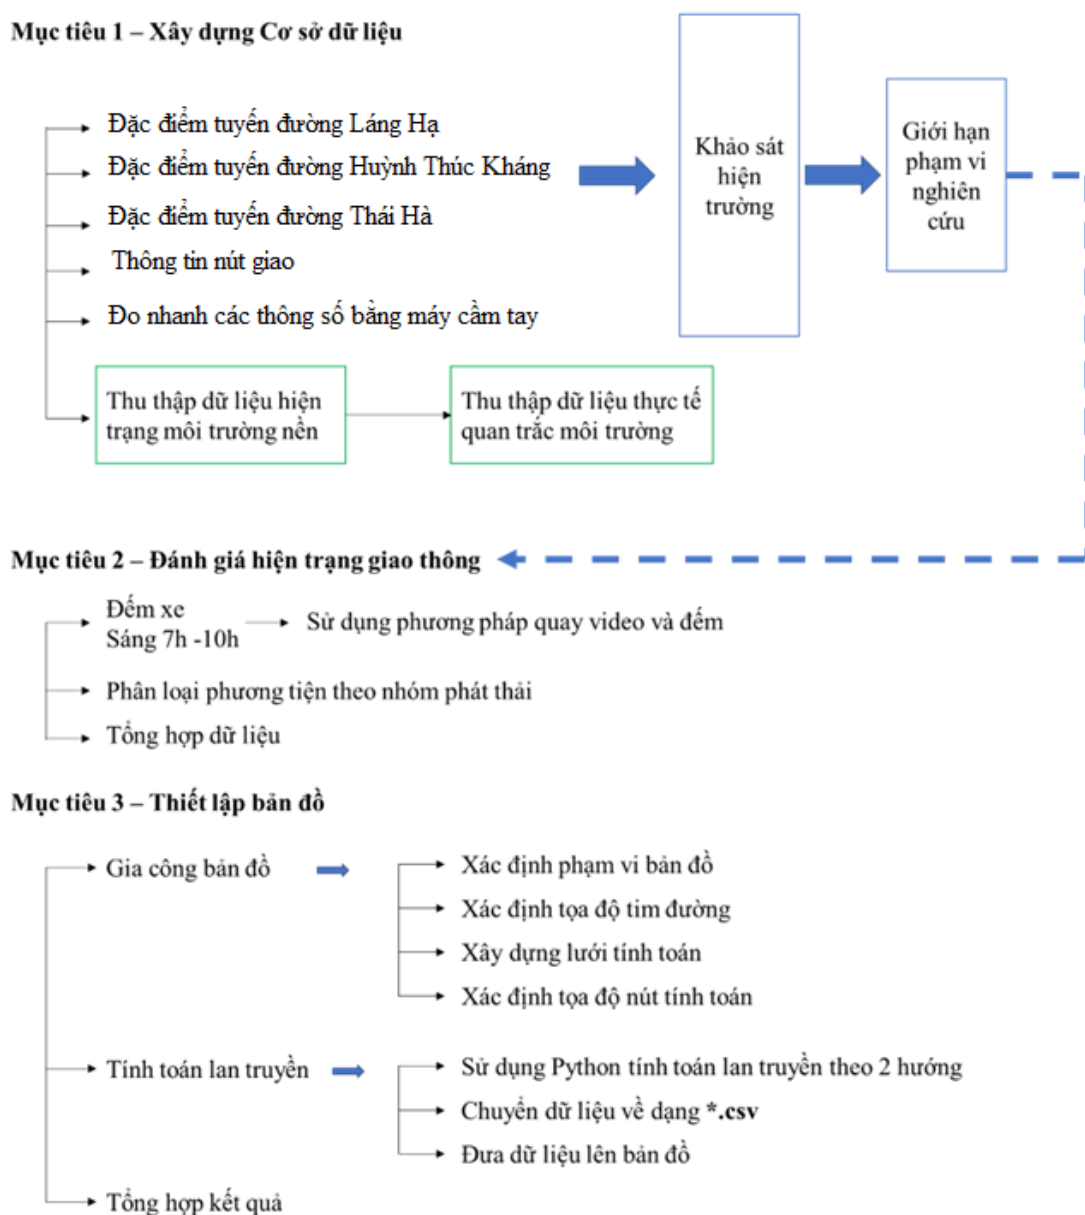 Mục tiêu 1 – Xây dựng Cơ sở dữ liệu
Đặc điểm tuyến đường Láng Hạ
Đặc điểm tuyến đường Huỳnh Thúc Kháng
Đặc điểm tuyến đường Thái Hà
Thông tin nút giao
Đo nhanh các thông số bằng máy cầm tay
Thu thập dữ liệu hiện
trạng môi trường nền
Thu thập dữ liệu thực tế
quan trắc môi trường
Khảo sát
hiện
trường
Giới hạn
phạm vi
nghiên
cứu
Mục tiêu 2 – Đánh giá hiện trạng giao thông
Đếm xe
Sáng 7h -10h
Sử dụng phương pháp quay video và đếm
Phân loại phương tiện theo nhóm phát thải
Tổng hợp dữ liệu
Mục tiêu 3 – Thiết lập bản đồ
Gia công bản đồ
Xác định phạm vi bản đồ
Xác định tọa độ tim đường
Xây dựng lưới tính toán
Xác định tọa độ nút tính toán
Tính toán lan truyền
Sử dụng Python tính toán lan truyền theo 2 hướng
Chuyển dữ liệu về dạng *.csv
Đưa dữ liệu lên bản đồ
Tổng hợp kết quả